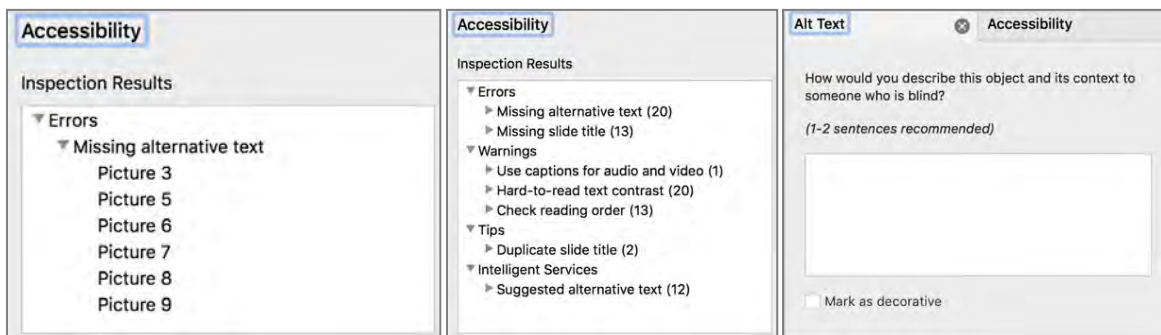 Accessibility
Inspection Results
Errors
Missing alternative text
Picture 3
Picture 5
Picture 6
Picture 7
Picture 8
Picture 9
Accessibility
Inspection Results
Errors
Missing alternative text (20)
Missing slide title (13)
Warnings
Use captions for audio and video (1)
Hard-to-read text contrast (20)
Check reading order (13)
Tips
Duplicate slide title (2)
Intelligent Services
Suggested alternative text (12)
Alt Text
Accessibility
How would you describe this object and its context to
someone who is blind?
(1-2 sentences recommended)
Mark as decorative